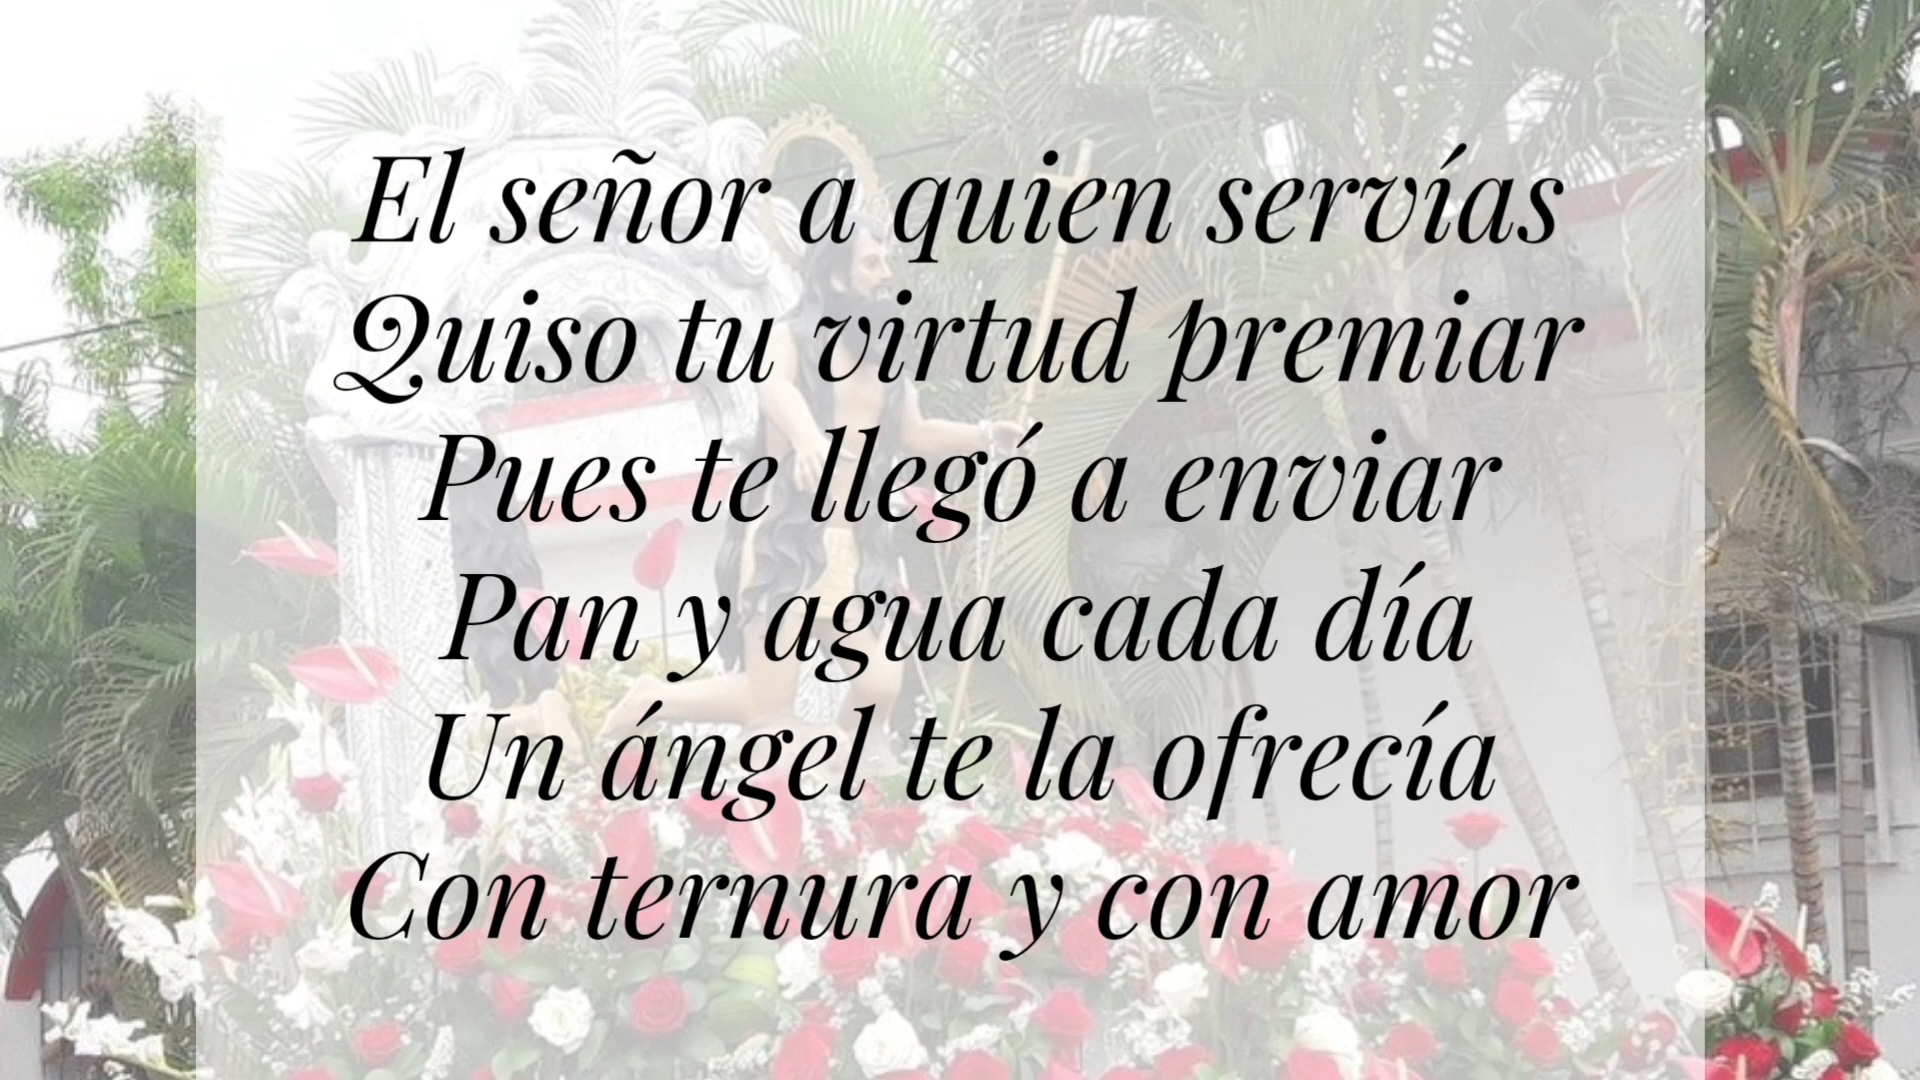 El señor a quien servías
Quiso tu virtud premiar
Pues te llegó a enviar
Pan y agua cada día
Un ángel te la ofrecía
Con ternura y con amor